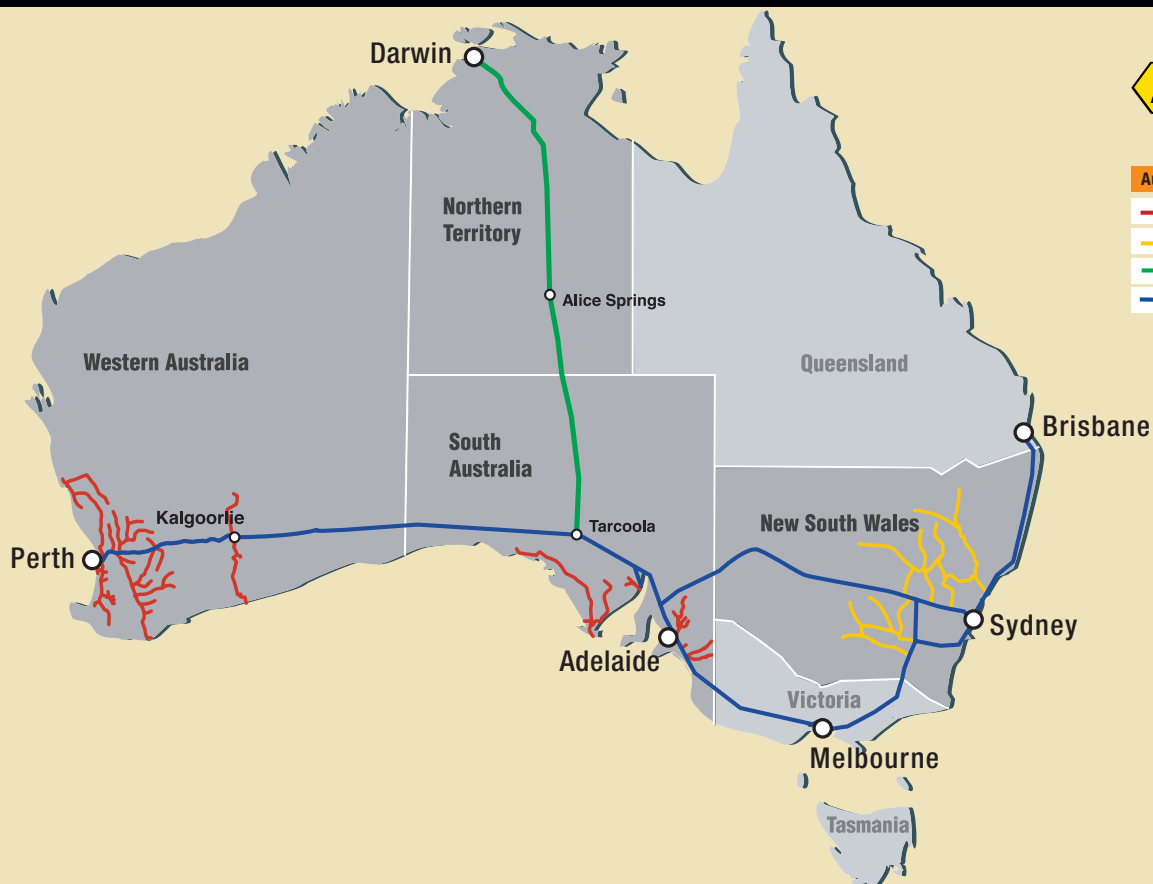 Darwin
Northern
Territory
Alice Springs
Western Australia
Queensland
Brisbane
South
Australia
Kalgoorlie
Tarcoola
New South Wales
Perth
Sydney
Adelaide
Victoria
Melbourne
Tasmania